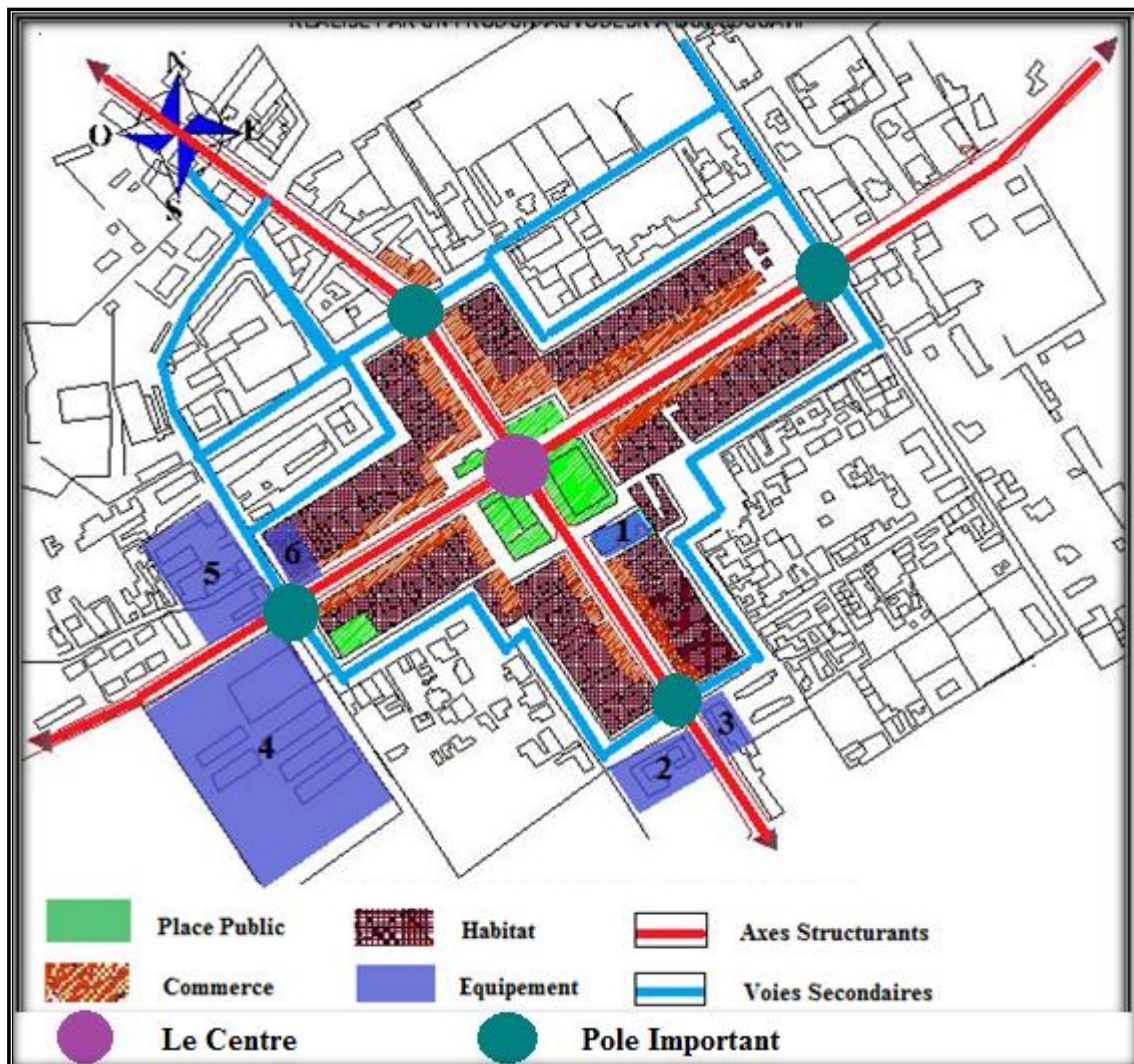 N
O
E
S
1
6
5
4
3
2
Place Public
Habitat
Axes Structurants
Commerce
Equipement
Voies Secondaires
Le Centre
Pole Important